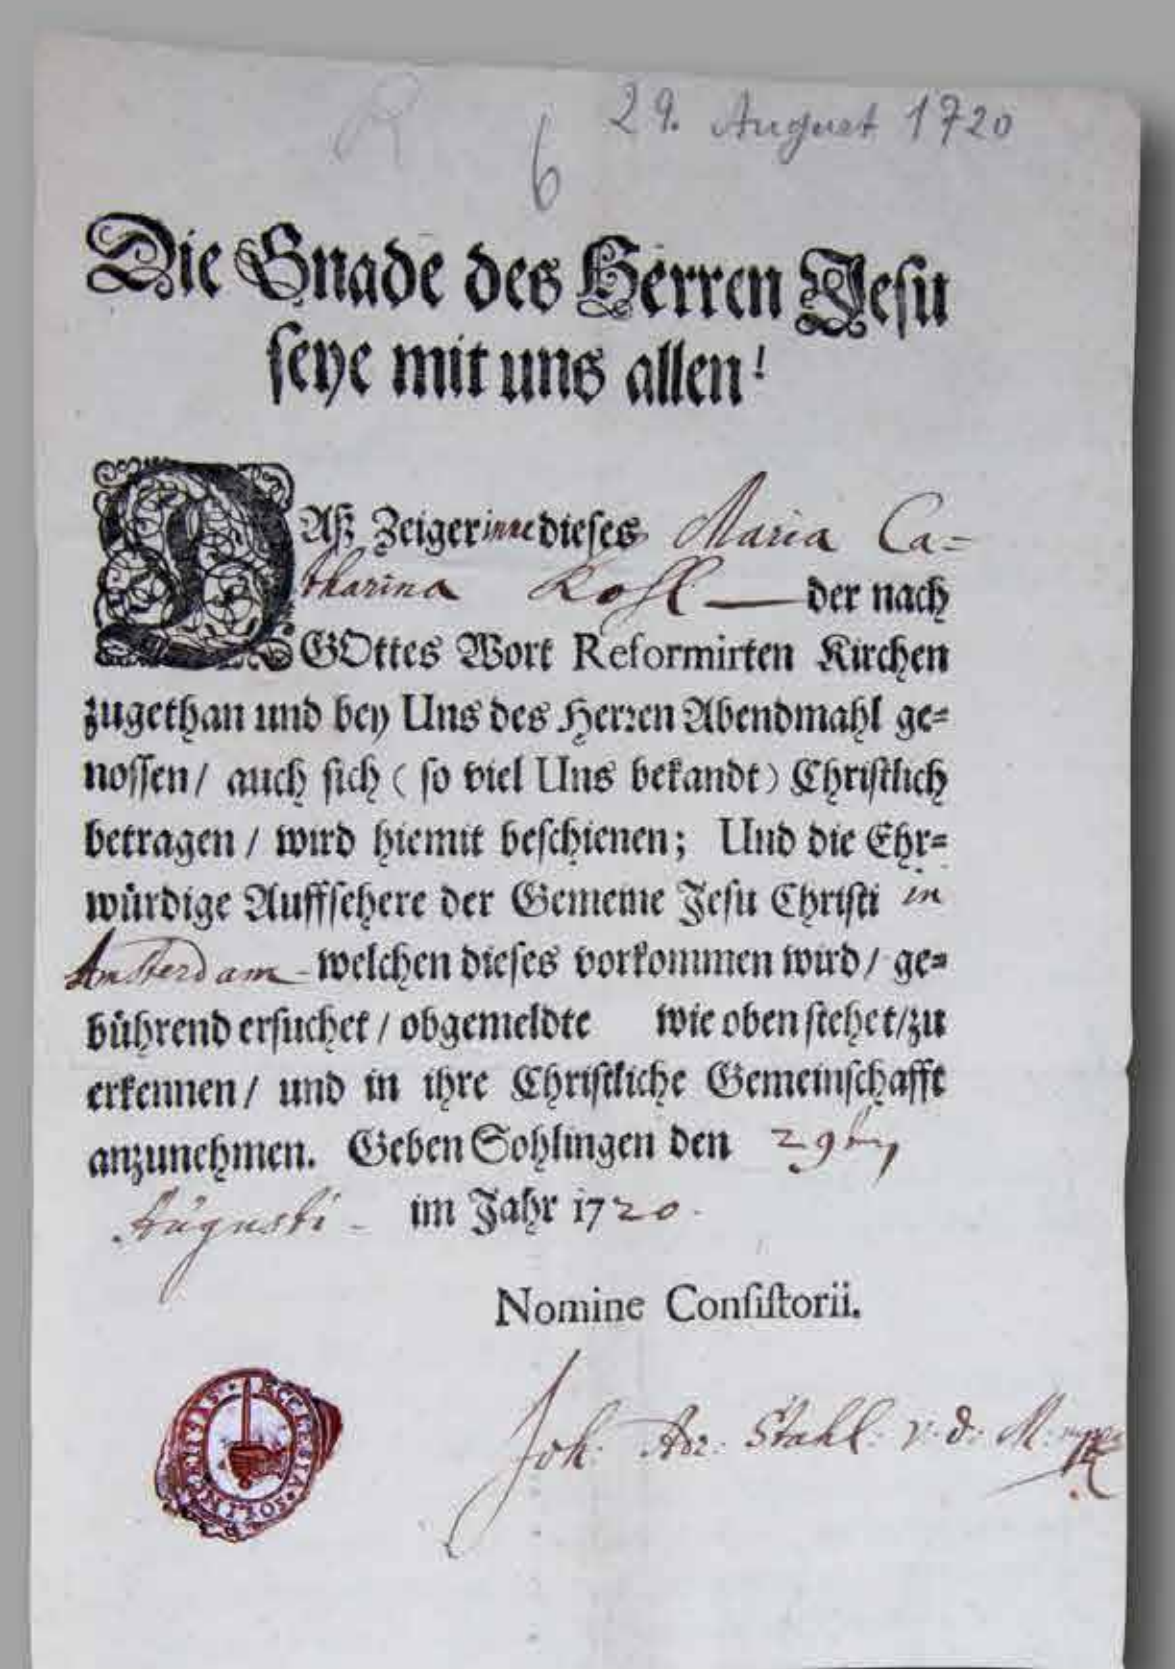 29. August 1720
6
Die Gnade des Herren Jesu
seye mit uns allen!
DAß Zeigerinne dieses Maria Ca=
tharina der nach
GOttes Wort Reformirten Kirchen
zugethan und bey Uns des Herren Abendmahl ge=
nossen / auch sich ( so viel Uns bekandt ) Christlich
betragen / wird hiemit beschienen; Und die Ehr=
würdige Auffsehere der Gemeine Jesu Christi in
Amsterdam - welchen dieses vorkommen wird / ge=
bührend ersuchet / obgemeldte wie oben stehet / zu
erkennen / und in ihre Christliche Gemeinschafft
anzunehmen. Geben Sohlingen den 29
Augusti - im Jahr 1720.
Nomine Consistorii.
ECCLESIA · SOLINGENSIS ·
Joh: Adr: Stahl: v. d. M.